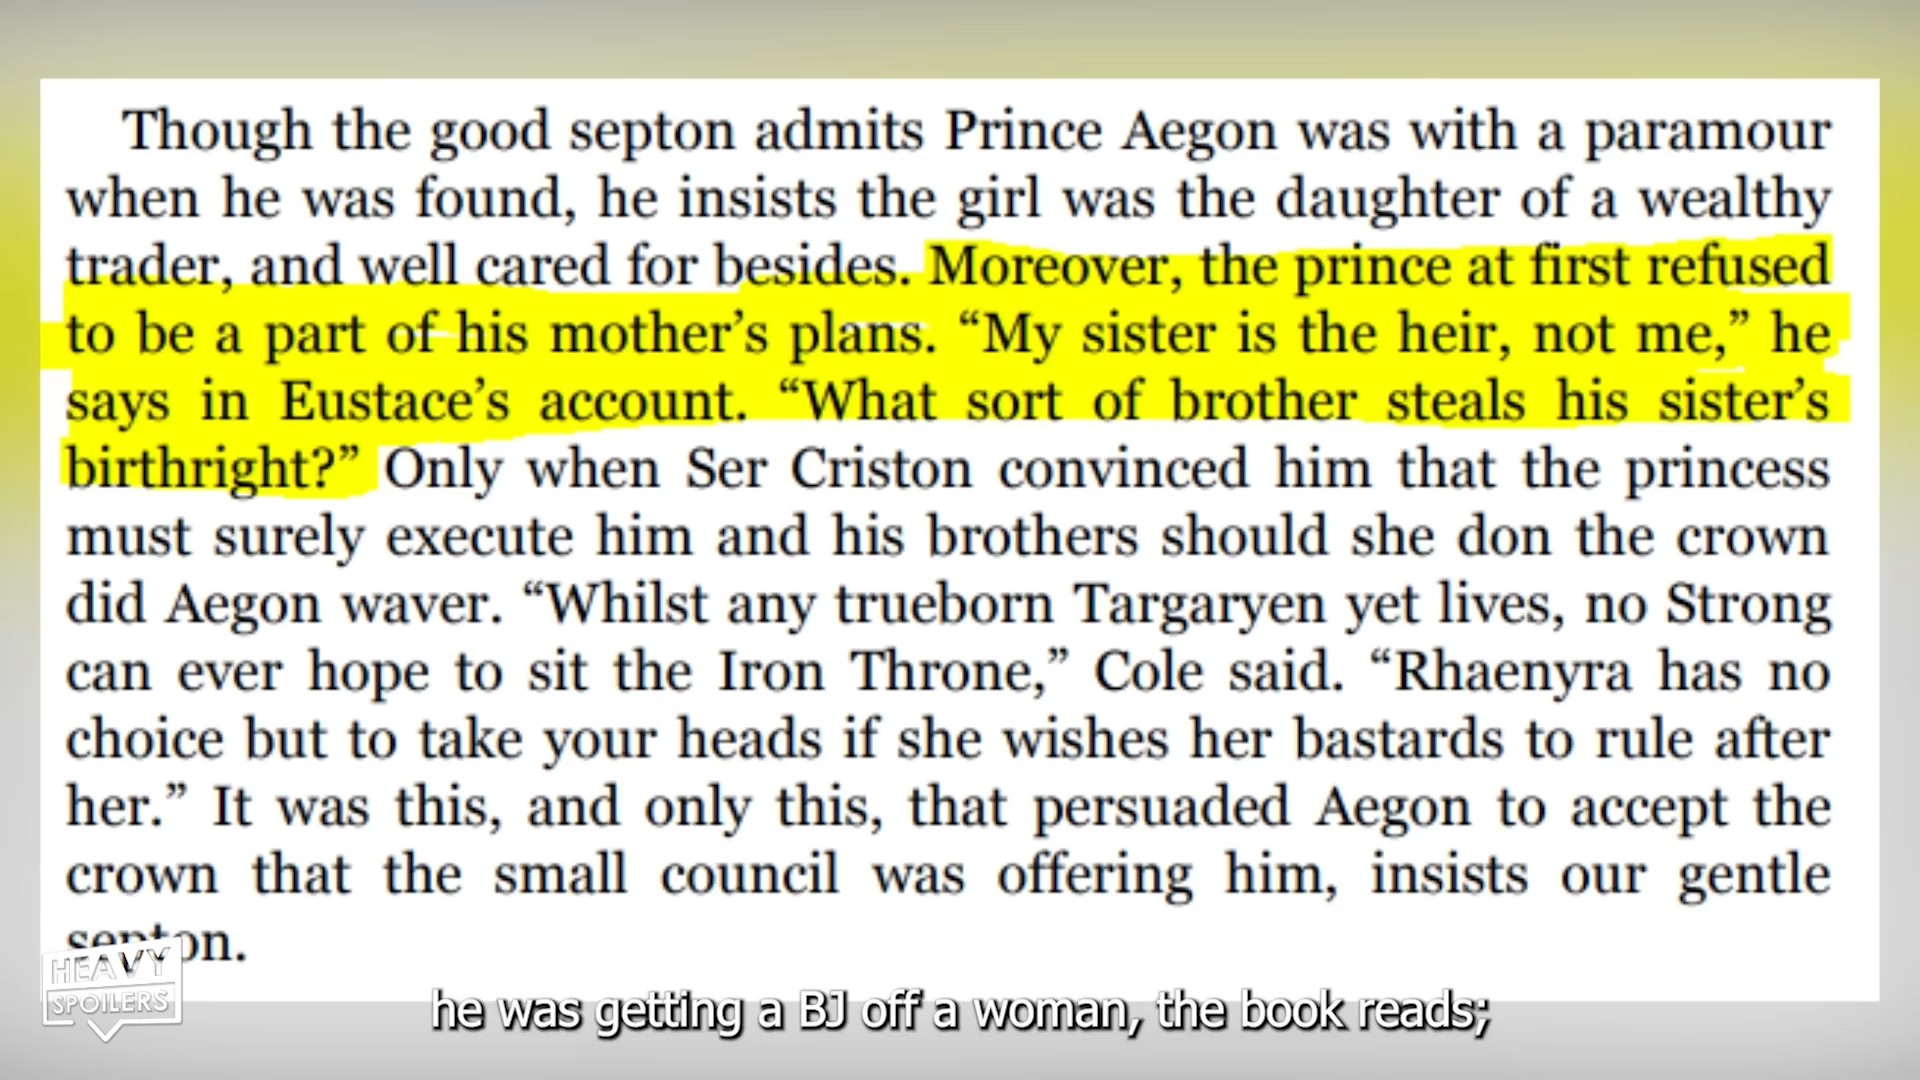 Though the good septon admits Prince Aegon was with a paramour
when he was found, he insists the girl was the daughter of a wealthy
trader, and well cared for besides. Moreover, the prince at first refused
to be a part of his mother’s plans. “My sister is the heir, not me,” he
says in Eustace’s account. “What sort of brother steals his sister’s
birthright?” Only when Ser Criston convinced him that the princess
must surely execute him and his brothers should she don the crown
did Aegon waver. “Whilst any trueborn Targaryen yet lives, no Strong
can ever hope to sit the Iron Throne,” Cole said. “Rhaenyra has no
choice but to take your heads if she wishes her bastards to rule after
her.” It was this, and only this, that persuaded Aegon to accept the
crown that the small council was offering him, insists our gentle
septon.
HEAVY
SPOILERS
he was getting a BJ off a woman, the book reads;